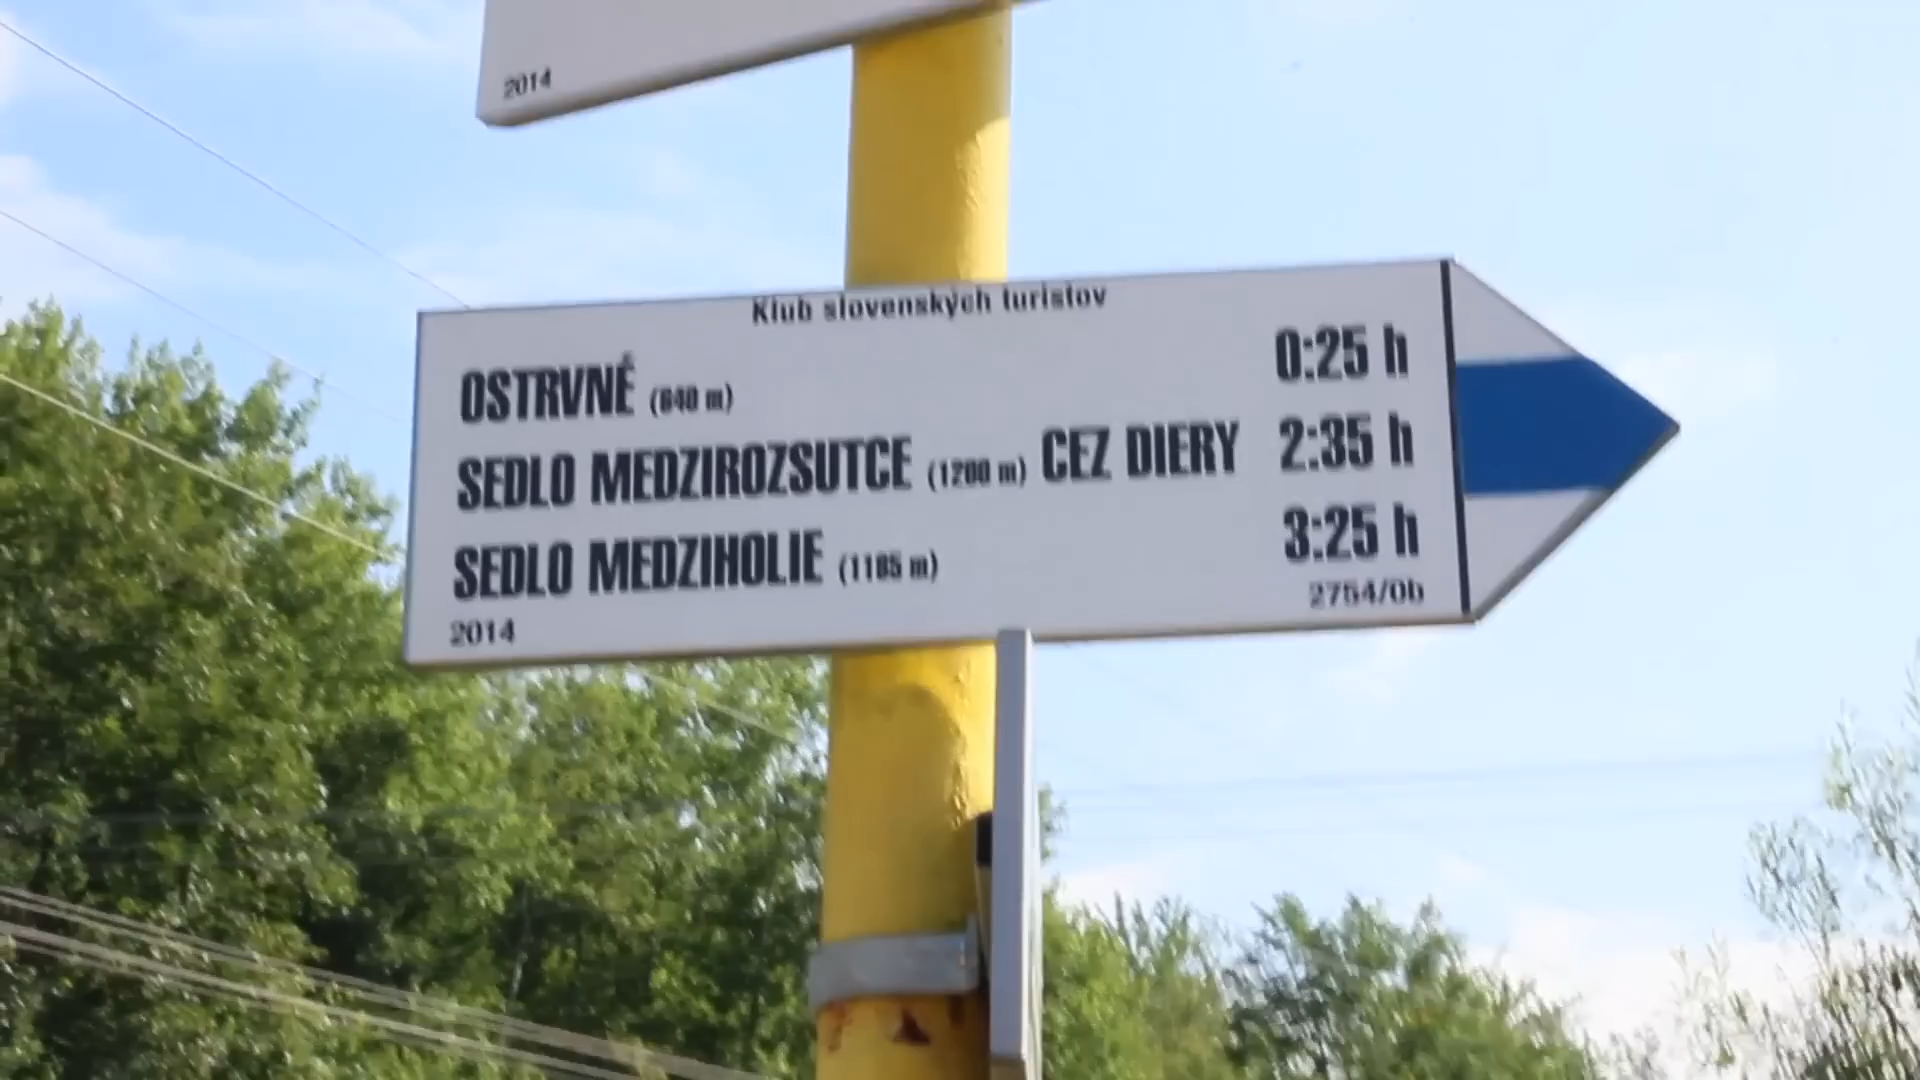 2014
Klub slovenských turistov
OSTRVNÉ (640 m) 0:25 h
SEDLO MEDZIROZSUTCE (1200 m) CEZ DIERY 2:35 h
SEDLO MEDZIHOLIE (1185 m) 3:25 h
2014 2754/0b